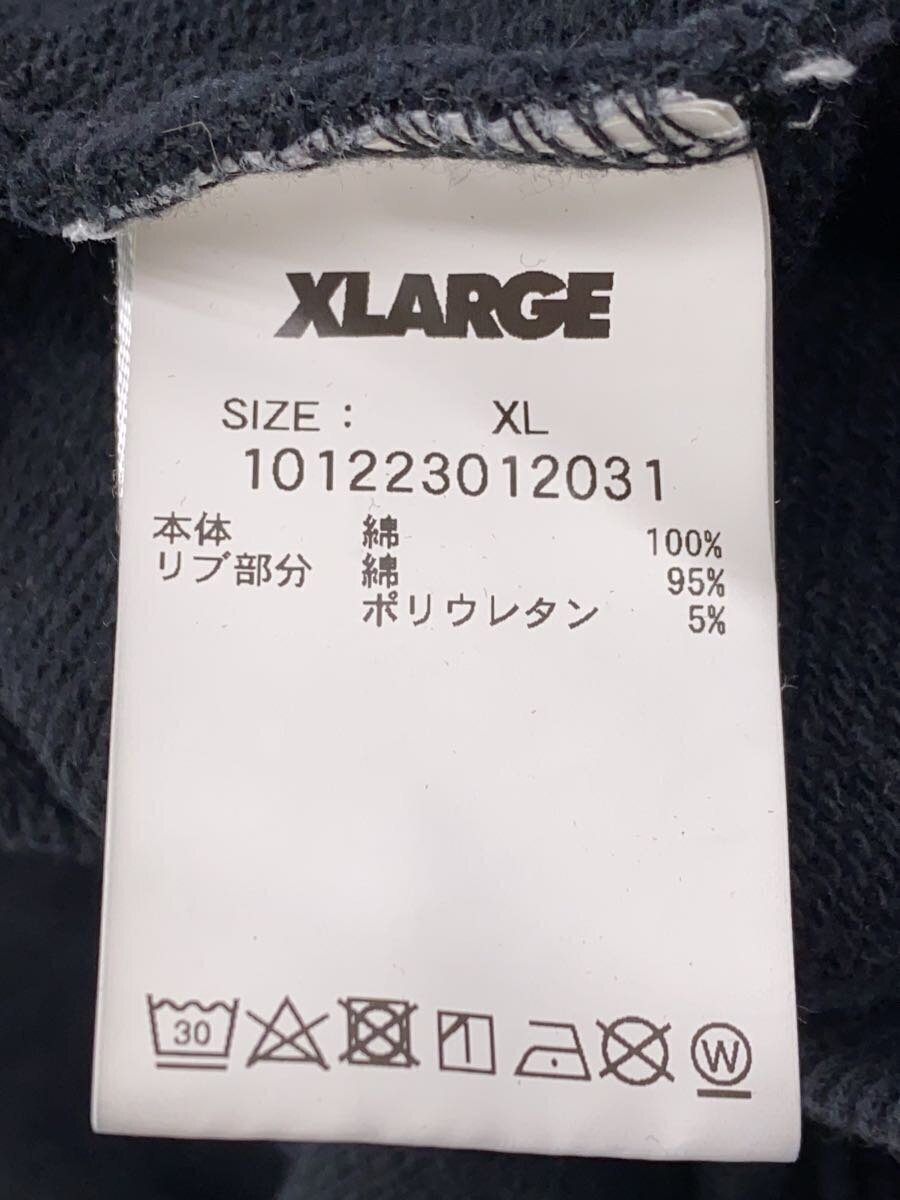 XLARGE
SIZE : XL
101223012031
本体 綿 100%
リブ部分 綿 95%
ポリウレタン 5%
30 W